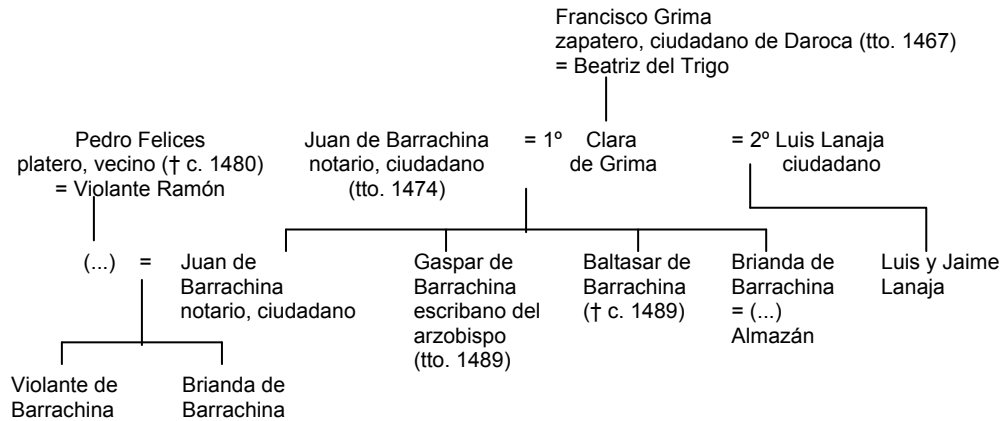 Francisco Grima
zapatero, ciudadano de Daroca (tto. 1467)
= Beatriz del Trigo
Pedro Felices
platero, vecino († c. 1480)
= Violante Ramón
Juan de Barrachina
notario, ciudadano
(tto. 1474)
= 1º Clara
de Grima
= 2º Luis Lanaja
ciudadano
(...) = Juan de
Barrachina
notario, ciudadano
Gaspar de
Barrachina
escribano del
arzobispo
(tto. 1489)
Baltasar de
Barrachina
(† c. 1489)
Brianda de
Barrachina
= (...)
Almazán
Luis y Jaime
Lanaja
Violante de
Barrachina
Brianda de
Barrachina